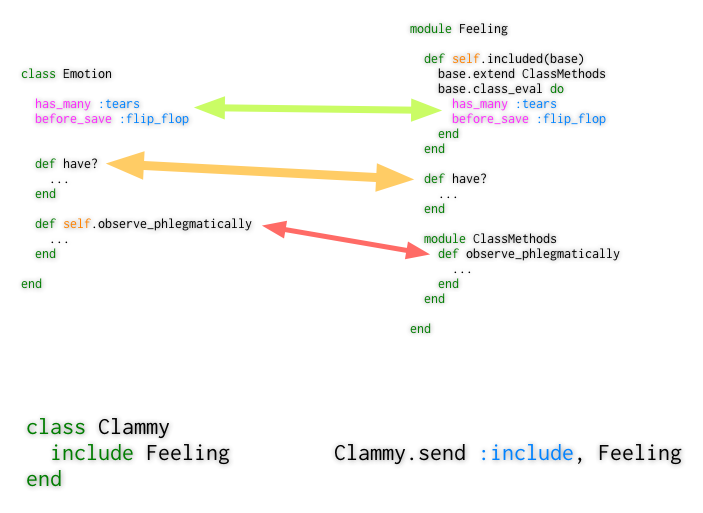 class Emotion
has_many :tears
before_save :flip_flop
def have?
...
end
def self.observe_phlegmatically
...
end
end
module Feeling
def self.included(base)
base.extend ClassMethods
base.class_eval do
has_many :tears
before_save :flip_flop
end
end
def have?
...
end
module ClassMethods
def observe_phlegmatically
...
end
end
end
class Clammy
include Feeling
end
Clammy.send :include, Feeling